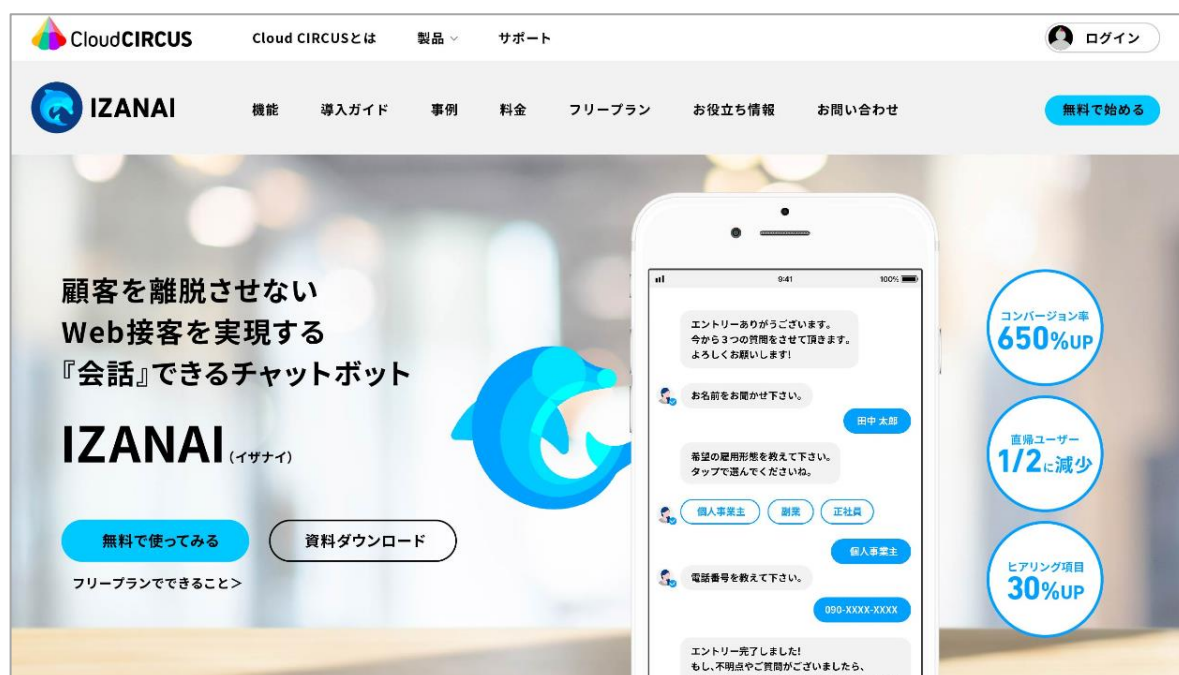 CloudCIRCUS
Cloud CIRCUSとは
製品
サポート
ログイン
IZANAI
機能
導入ガイド
事例
料金
フリープラン
お役立ち情報
お問い合わせ
無料で始める
顧客を離脱させない
Web接客を実現する
『会話』できるチャットボット
IZANAI(イザナイ)
無料で使ってみる
資料ダウンロード
フリープランでできること>
9:41
100%
エントリーありがうございます。
今から3つの質問をさせて頂きます。
よろしくお願いします!
お名前をお聞かせ下さい。
田中 太郎
希望の雇用形態を教えて下さい。
タップで選んでくださいね。
個人事業主
副業
正社員
個人事業主
電話番号を教えて下さい。
090-XXXX-XXXX
エントリー完了しました!
もし、不明点やご質問がございましたら、
コンバージョン率
650%UP
直帰ユーザー
1/2に減少
ヒアリング項目
30%UP